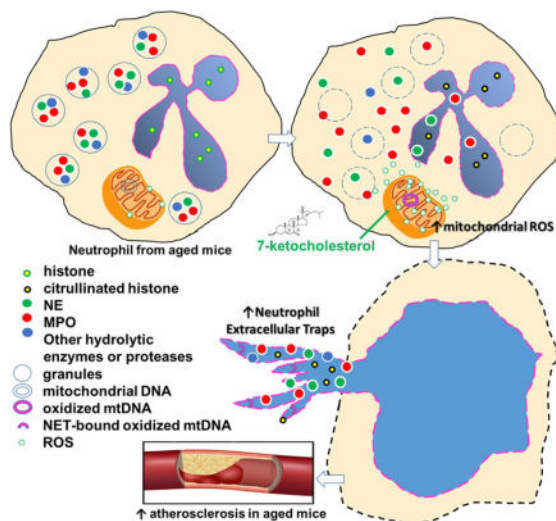 7-ketocholesterol
↑ mitochondrial ROS
Neutrophil from aged mice
histone
citrullinated histone
NE
MPO
Other hydrolytic
enzymes or proteases
granules
mitochondrial DNA
oxidized mtDNA
NET-bound oxidized mtDNA
ROS
↑Neutrophil
Extracellular Traps
↑ atherosclerosis in aged mice